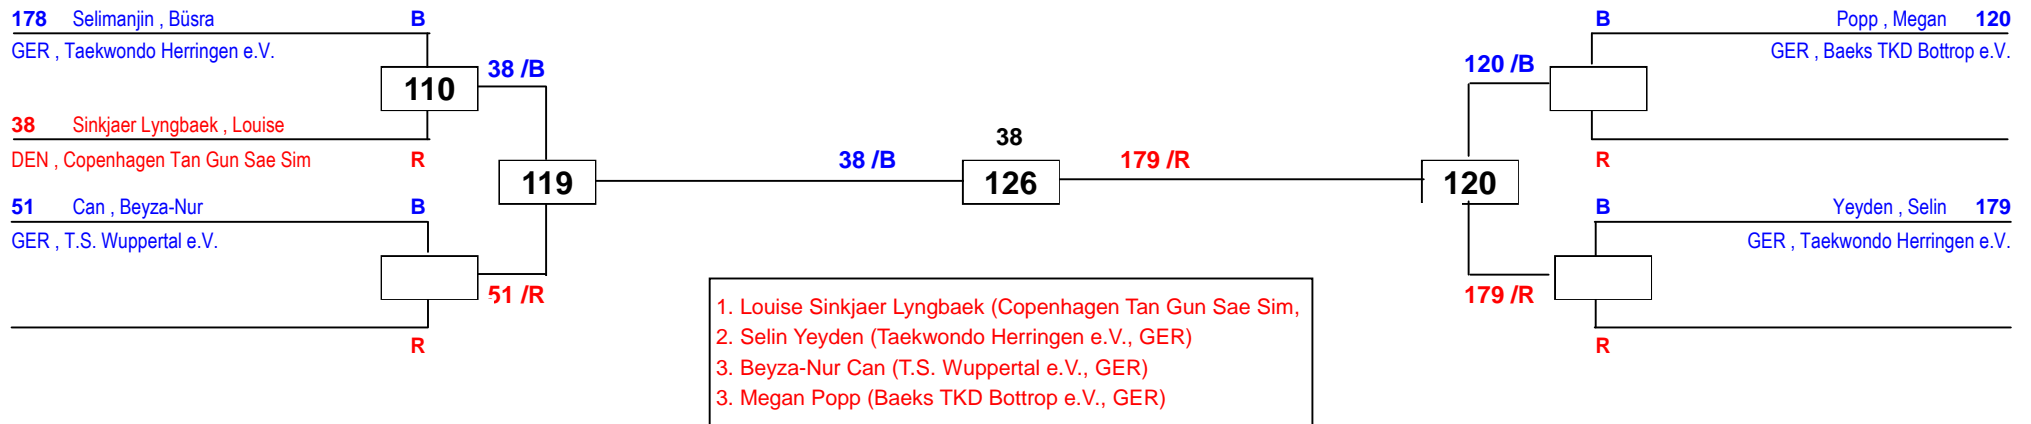 178 Selimanjin , Büsra B
GER , Taekwondo Herringen e.V.
110
38 /B
38 Sinkjaer Lyngbaek , Louise
DEN , Copenhagen Tan Gun Sae Sim R
119
51 Can , Beyza-Nur B
GER , T.S. Wuppertal e.V.
51 /R
R
38 /B
38
126
179 /R
B Popp , Megan 120
GER , Baeks TKD Bottrop e.V.
120 /B
R
120
B Yeyden , Selin 179
GER , Taekwondo Herringen e.V.
179 /R
R
1. Louise Sinkjaer Lyngbaek (Copenhagen Tan Gun Sae Sim,
2. Selin Yeyden (Taekwondo Herringen e.V., GER)
3. Beyza-Nur Can (T.S. Wuppertal e.V., GER)
3. Megan Popp (Baeks TKD Bottrop e.V., GER)